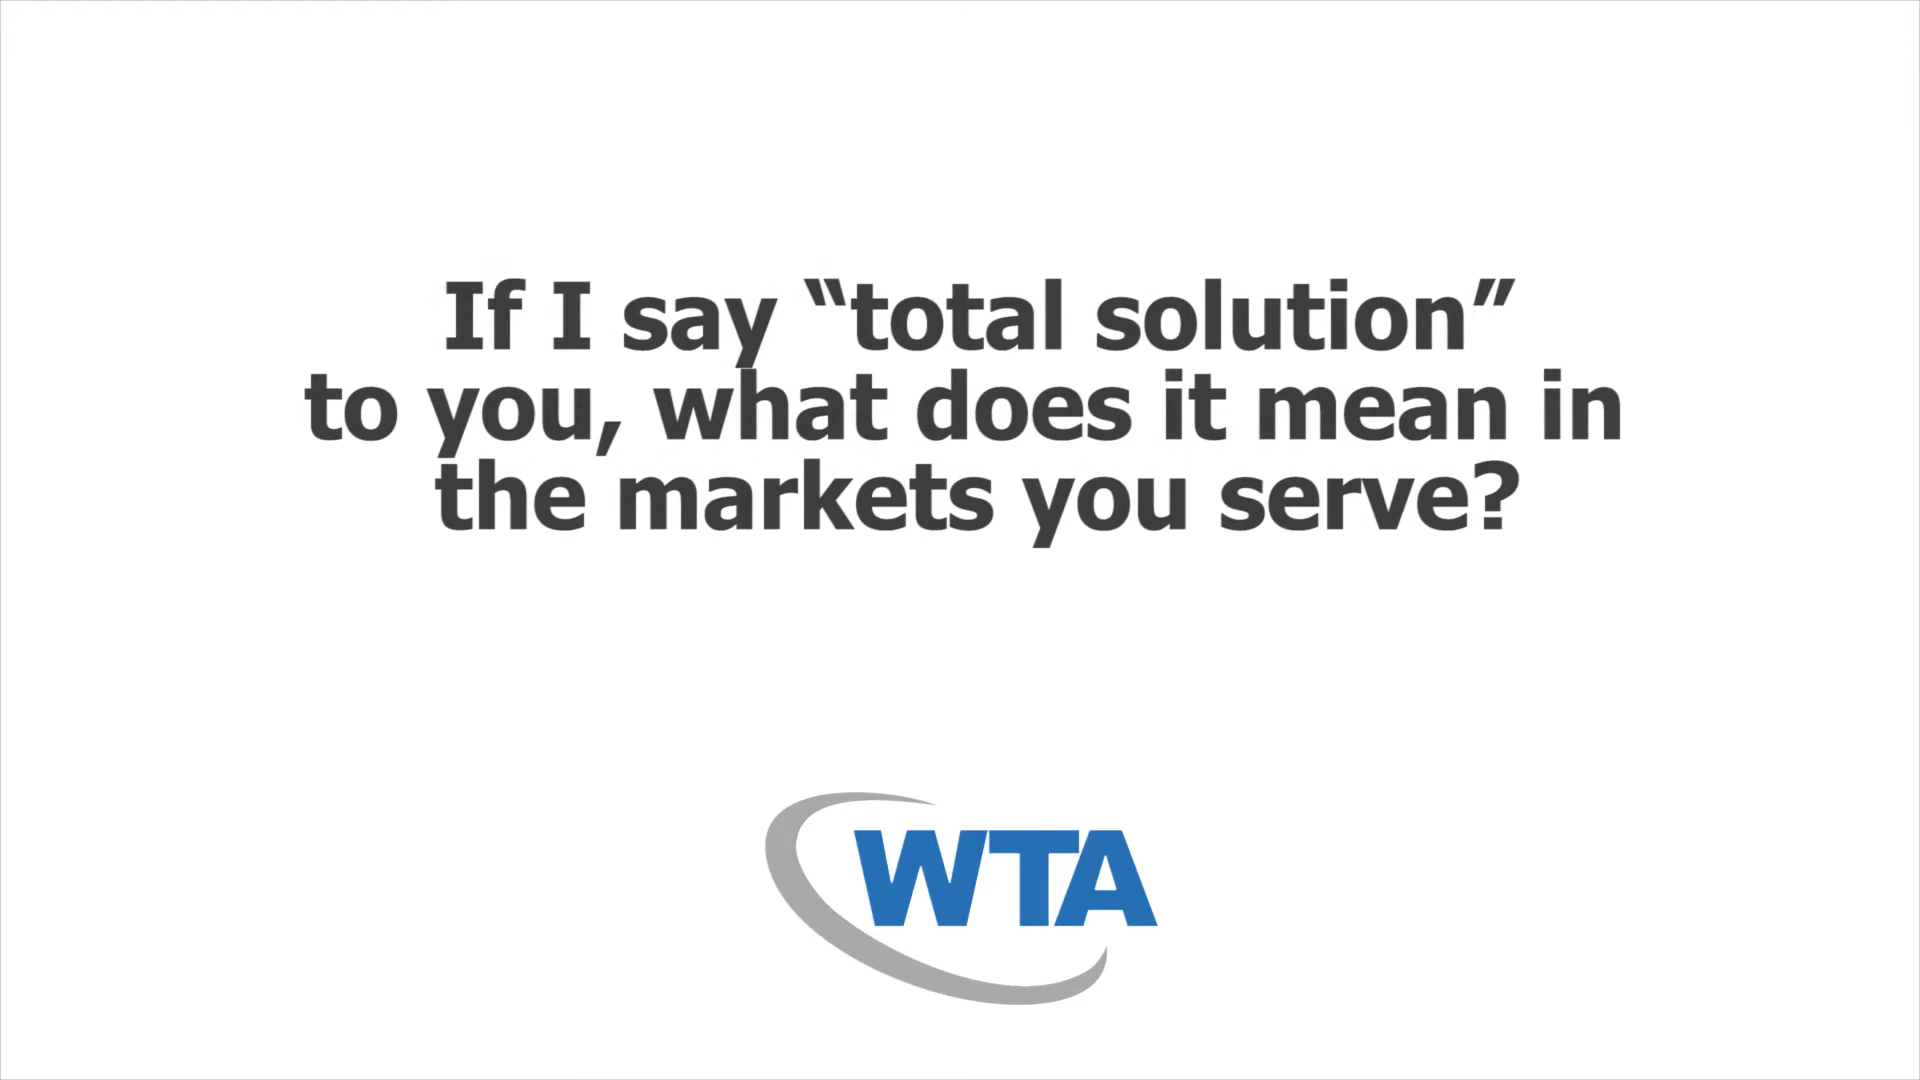 If I say “total solution”
to you, what does it mean in
the markets you serve?
WTA